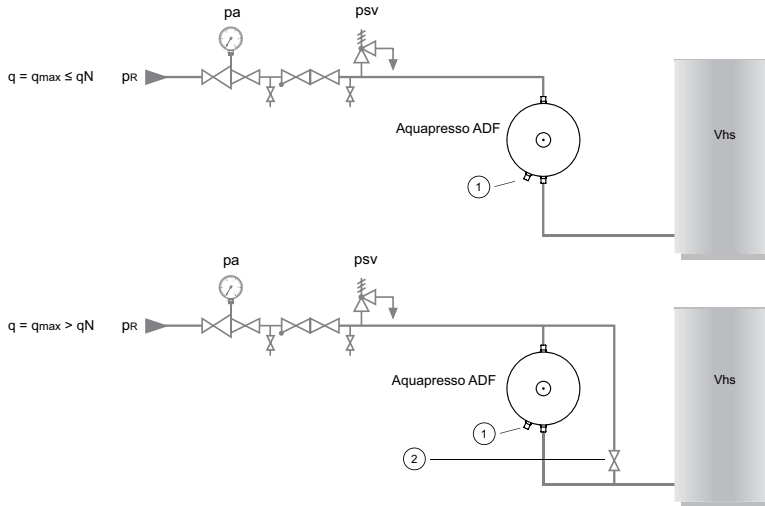 pa
psv
q = qmax ≤ qN
pR
Aquapresso ADF
Vhs
1
pa
psv
q = qmax > qN
pR
Aquapresso ADF
Vhs
1
2